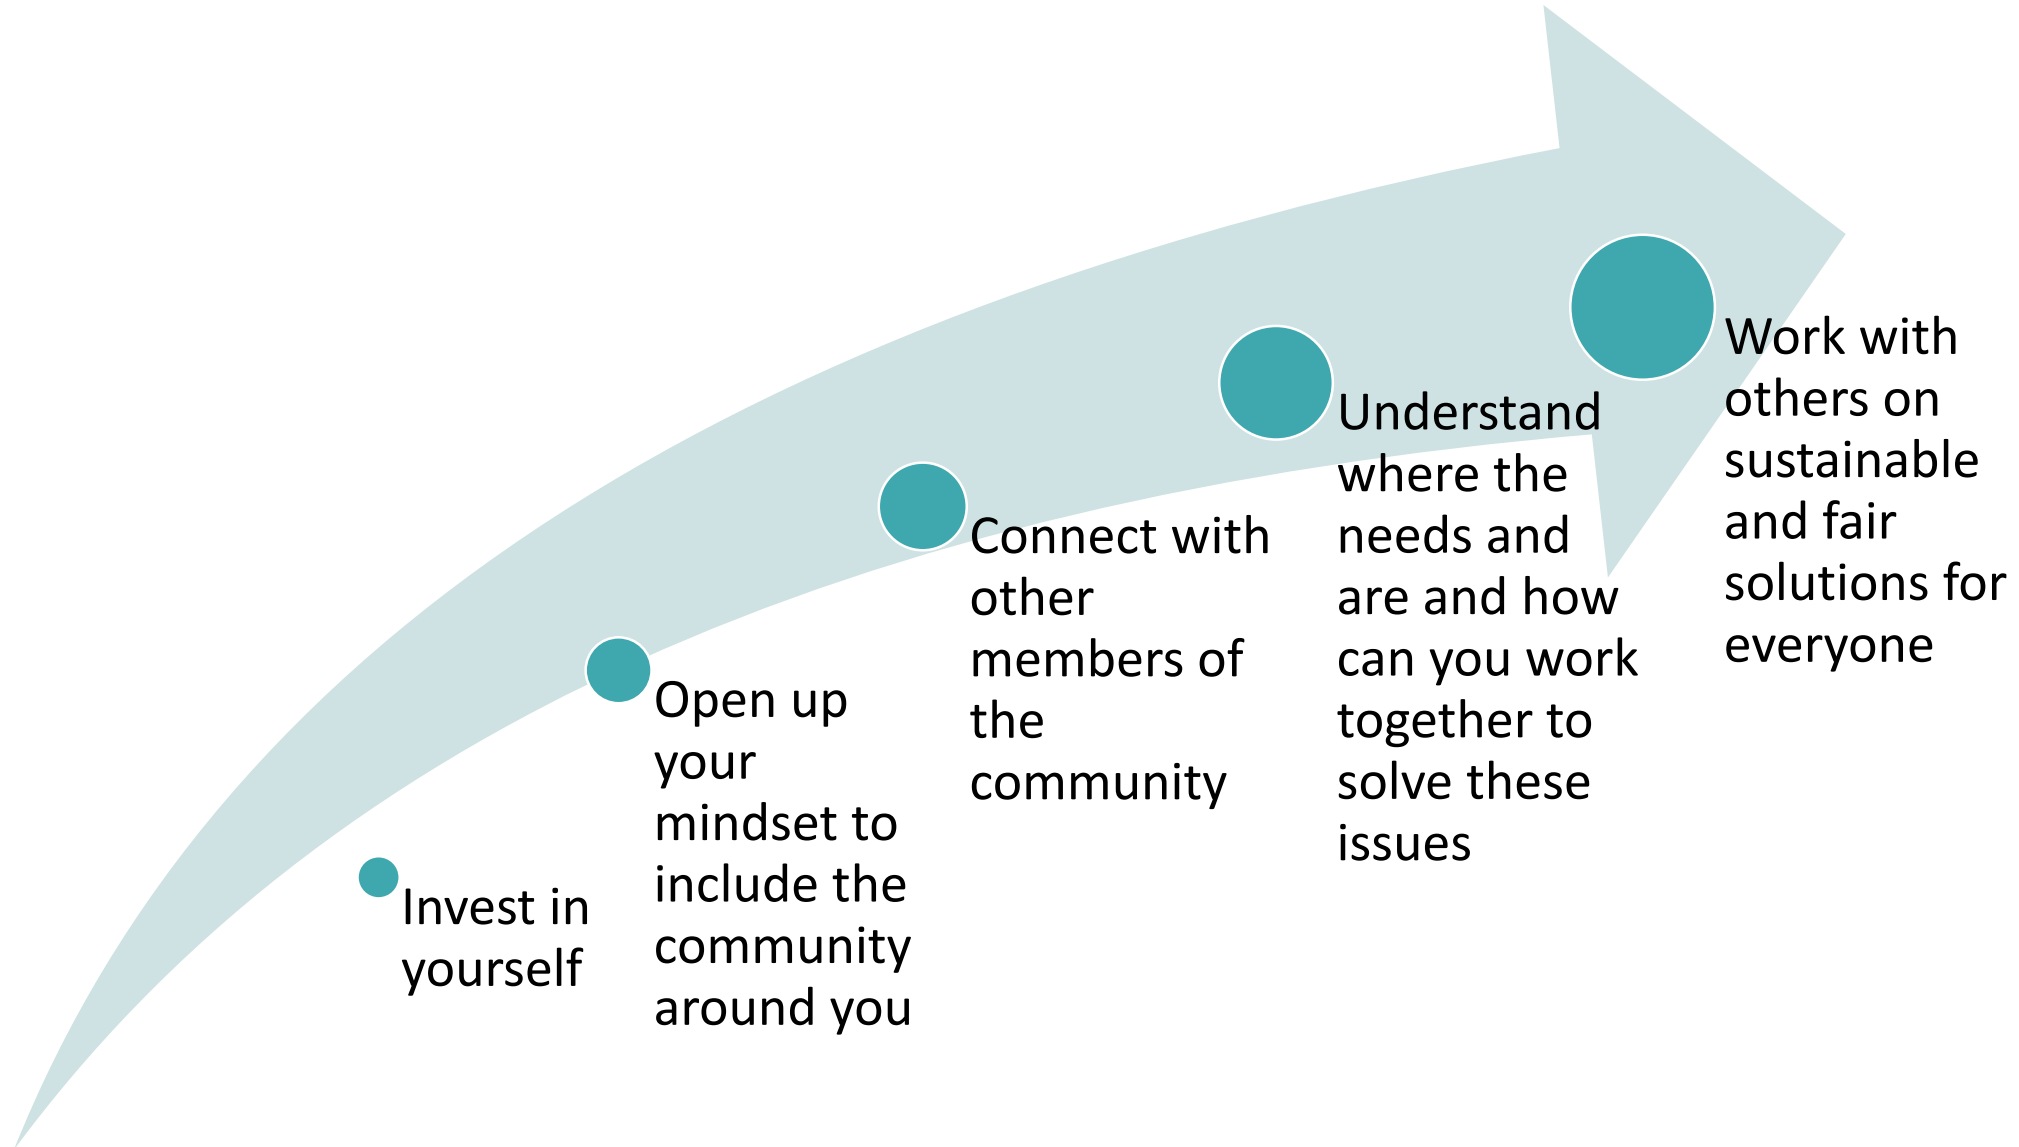 Invest in
yourself
Open up
your
mindset to
include the
community
around you
Connect with
other
members of
the
community
Understand
where the
needs and
are and how
can you work
together to
solve these
issues
Work with
others on
sustainable
and fair
solutions for
everyone